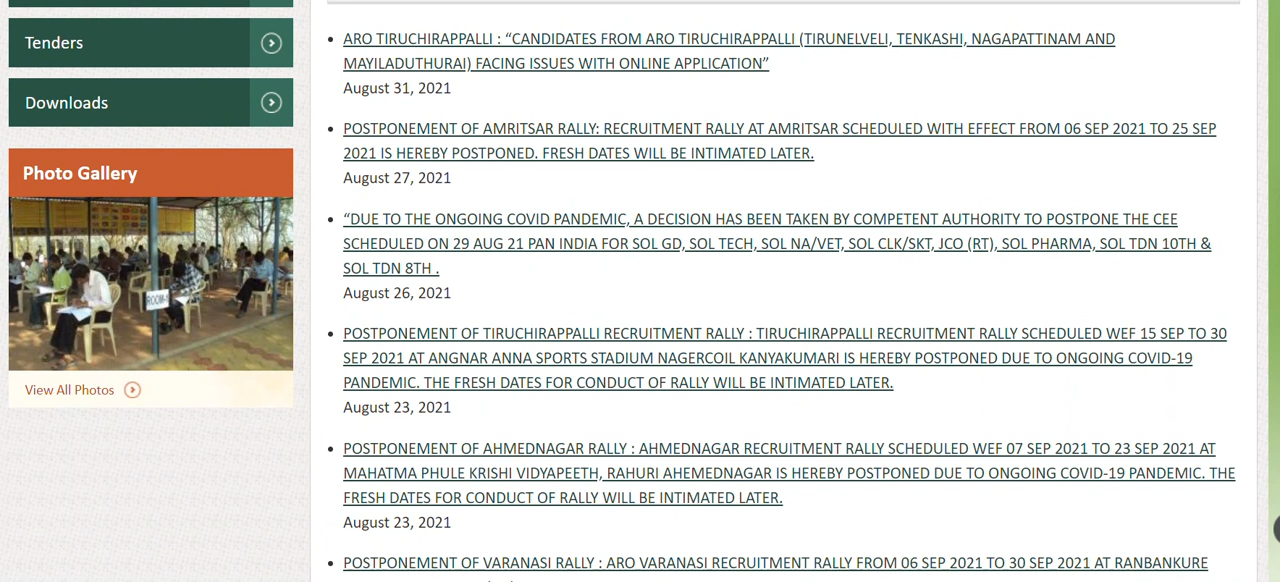 Tenders
Downloads
Photo Gallery
ROOM-1
View All Photos
ARO TIRUCHIRAPPALLI : “CANDIDATES FROM ARO TIRUCHIRAPPALLI (TIRUNELVELI, TENKASHI, NAGAPATTINAM AND
MAYILADUTHURAI) FACING ISSUES WITH ONLINE APPLICATION”
August 31, 2021
POSTPONEMENT OF AMRITSAR RALLY: RECRUITMENT RALLY AT AMRITSAR SCHEDULED WITH EFFECT FROM 06 SEP 2021 TO 25 SEP
2021 IS HEREBY POSTPONED. FRESH DATES WILL BE INTIMATED LATER.
August 27, 2021
“DUE TO THE ONGOING COVID PANDEMIC, A DECISION HAS BEEN TAKEN BY COMPETENT AUTHORITY TO POSTPONE THE CEE
SCHEDULED ON 29 AUG 21 PAN INDIA FOR SOL GD, SOL TECH, SOL NA/VET, SOL CLK/SKT, JCO (RT), SOL PHARMA, SOL TDN 10TH &
SOL TDN 8TH .
August 26, 2021
POSTPONEMENT OF TIRUCHIRAPPALLI RECRUITMENT RALLY : TIRUCHIRAPPALLI RECRUITMENT RALLY SCHEDULED WEF 15 SEP TO 30
SEP 2021 AT ANGNAR ANNA SPORTS STADIUM NAGERCOIL KANYAKUMARI IS HEREBY POSTPONED DUE TO ONGOING COVID-19
PANDEMIC. THE FRESH DATES FOR CONDUCT OF RALLY WILL BE INTIMATED LATER.
August 23, 2021
POSTPONEMENT OF AHMEDNAGAR RALLY : AHMEDNAGAR RECRUITMENT RALLY SCHEDULED WEF 07 SEP 2021 TO 23 SEP 2021 AT
MAHATMA PHULE KRISHI VIDYAPEETH, RAHURI AHEMEDNAGAR IS HEREBY POSTPONED DUE TO ONGOING COVID-19 PANDEMIC. THE
FRESH DATES FOR CONDUCT OF RALLY WILL BE INTIMATED LATER.
August 23, 2021
POSTPONEMENT OF VARANASI RALLY : ARO VARANASI RECRUITMENT RALLY FROM 06 SEP 2021 TO 30 SEP 2021 AT RANBANKURE